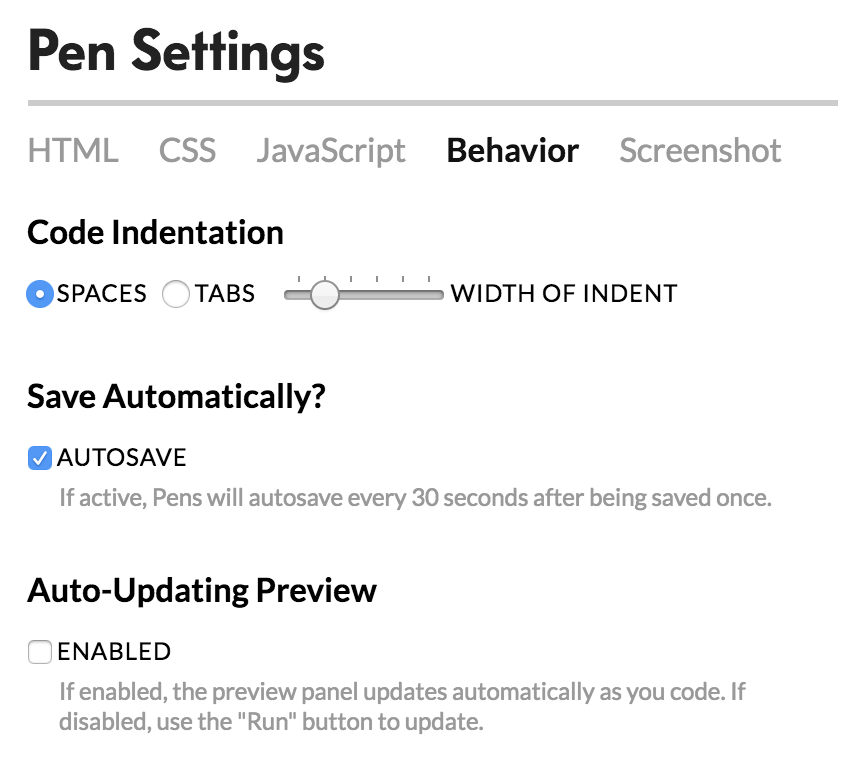 Pen Settings
HTML CSS JavaScript Behavior Screenshot
Code Indentation
SPACES TABS WIDTH OF INDENT
Save Automatically?
AUTOSAVE
If active, Pens will autosave every 30 seconds after being saved once.
Auto-Updating Preview
ENABLED
If enabled, the preview panel updates automatically as you code. If
disabled, use the "Run" button to update.